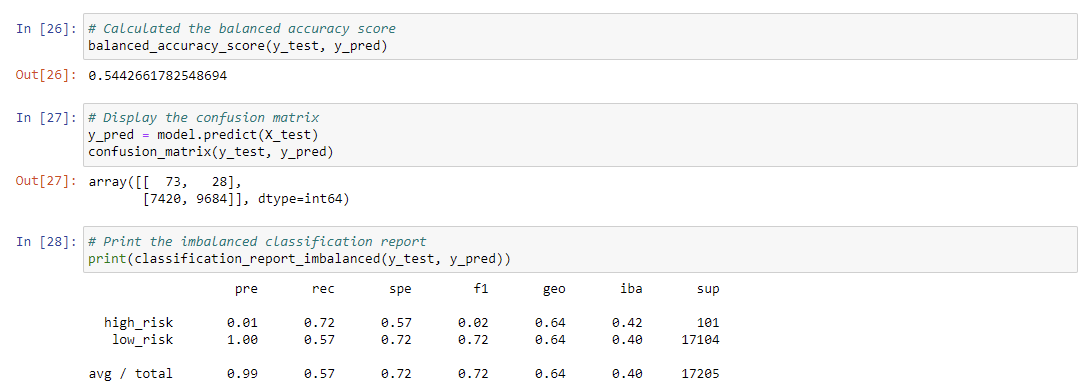 In [26]: # Calculated the balanced accuracy score
balanced_accuracy_score(y_test, y_pred)
Out[26]: 0.5442661782548694
In [27]: # Display the confusion matrix
y_pred = model.predict(X_test)
confusion_matrix(y_test, y_pred)
Out[27]: array([[  73,   28],
       [7420, 9684]], dtype=int64)
In [28]: # Print the imbalanced classification report
print(classification_report_imbalanced(y_test, y_pred))
pre rec spe f1 geo iba sup
high_risk 0.01 0.72 0.57 0.02 0.64 0.42 101
low_risk 1.00 0.57 0.72 0.72 0.64 0.40 17104
avg / total 0.99 0.57 0.72 0.72 0.64 0.40 17205